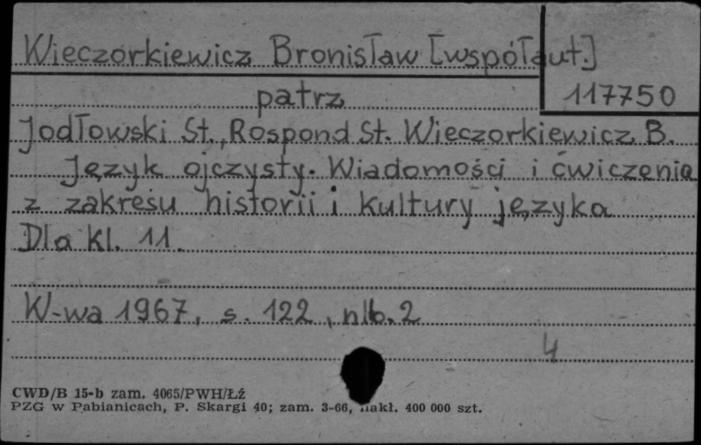 Wieczorkiewicz Bronisław [współaut.]
117750
patrz
Jodłowski St., Rospond St. Wieczorkiewicz B.
Język ojczysty. Wiadomości i ćwiczenia
z zakresu historii i kultury języka
Dla kl. 11.
W-wa 1967, s. 122, nlb. 2
4
CWD/B 15-b zam. 4065/PWH/Łź
PZG w Pabianicach, P. Skargi 40; zam. 3-66, nakł. 400 000 szt.